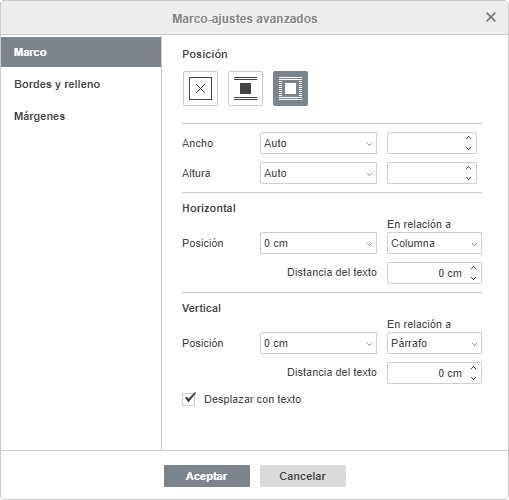 Marco-ajustes avanzados
Marco
Bordes y relleno
Márgenes
Posición
Ancho Auto
Altura Auto
Horizontal
En relación a
Posición 0 cm Columna
Distancia del texto 0 cm
Vertical
En relación a
Posición 0 cm Párrafo
Distancia del texto 0 cm
Desplazar con texto
Aceptar Cancelar